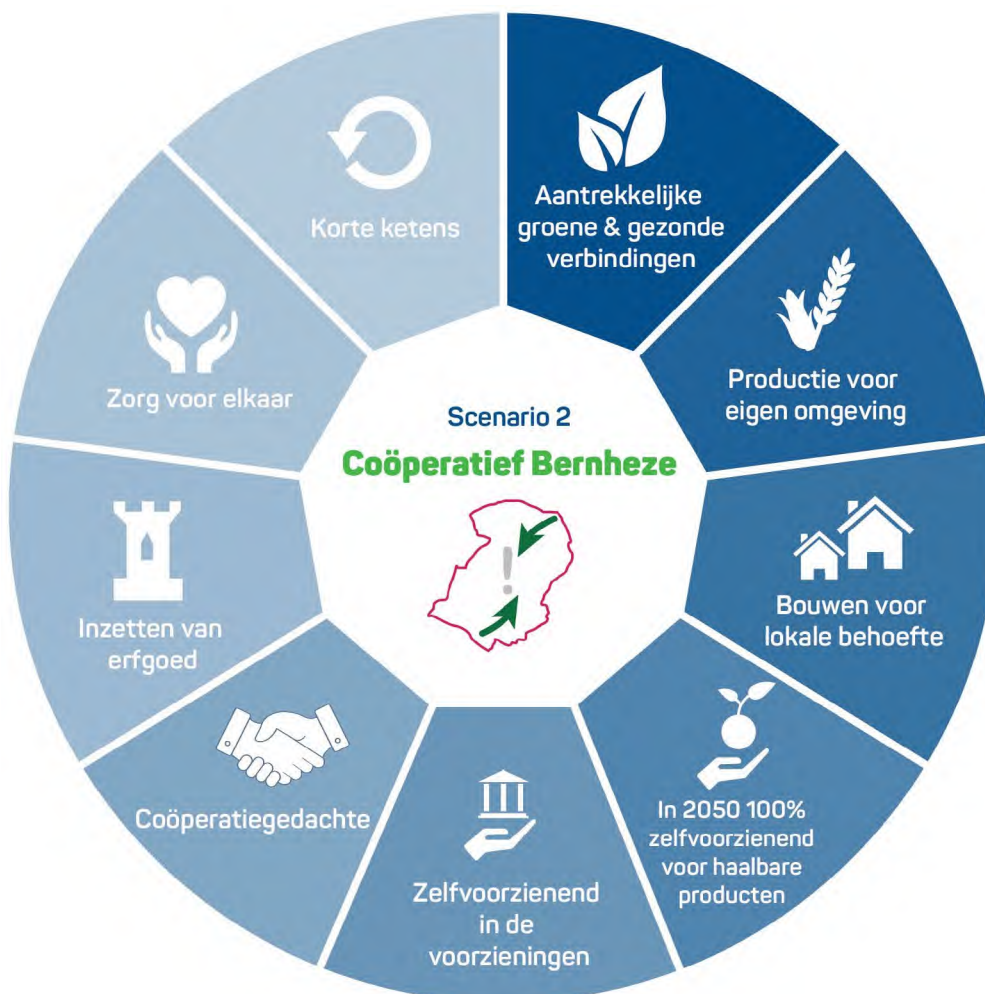 Scenario 2
Coöperatief Bernheze
!
Aantrekkelijke
groene & gezonde
verbindingen
Productie voor
eigen omgeving
Bouwen voor
lokale behoefte
In 2050 100%
zelfvoorzienend
voor haalbare
producten
Zelfvoorzienend
in de
voorzieningen
Coöperatiegedachte
Inzetten van
erfgoed
Zorg voor elkaar
Korte ketens